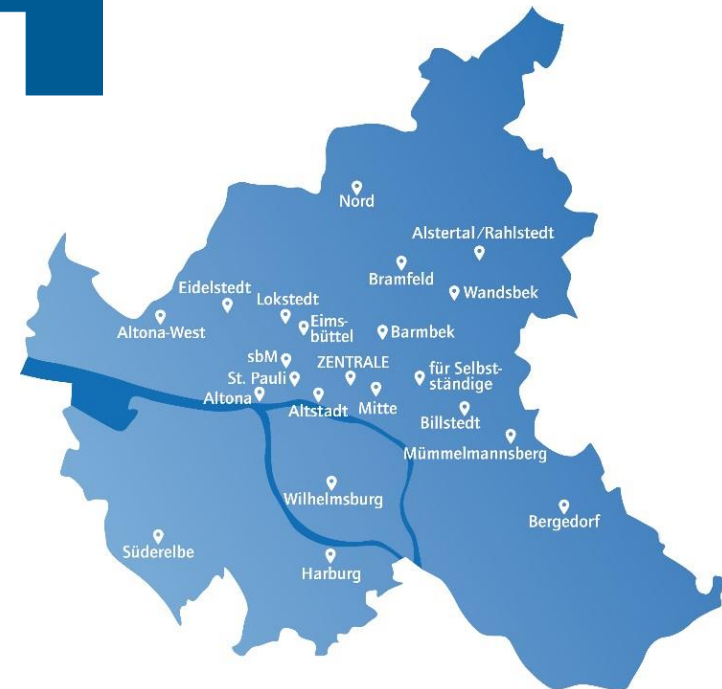 Nord
Alstertal/Rahlstedt
Bramfeld
Wandsbek
Eidelstedt
Lokstedt
Altona-West
Eims-
büttel
Barmbek
sbM
ZENTRALE
für Selbst-
ständige
St. Pauli
Altona
Altstadt
Mitte
Billstedt
Mümmelmannsberg
Wilhelmsburg
Bergedorf
Süderelbe
Harburg